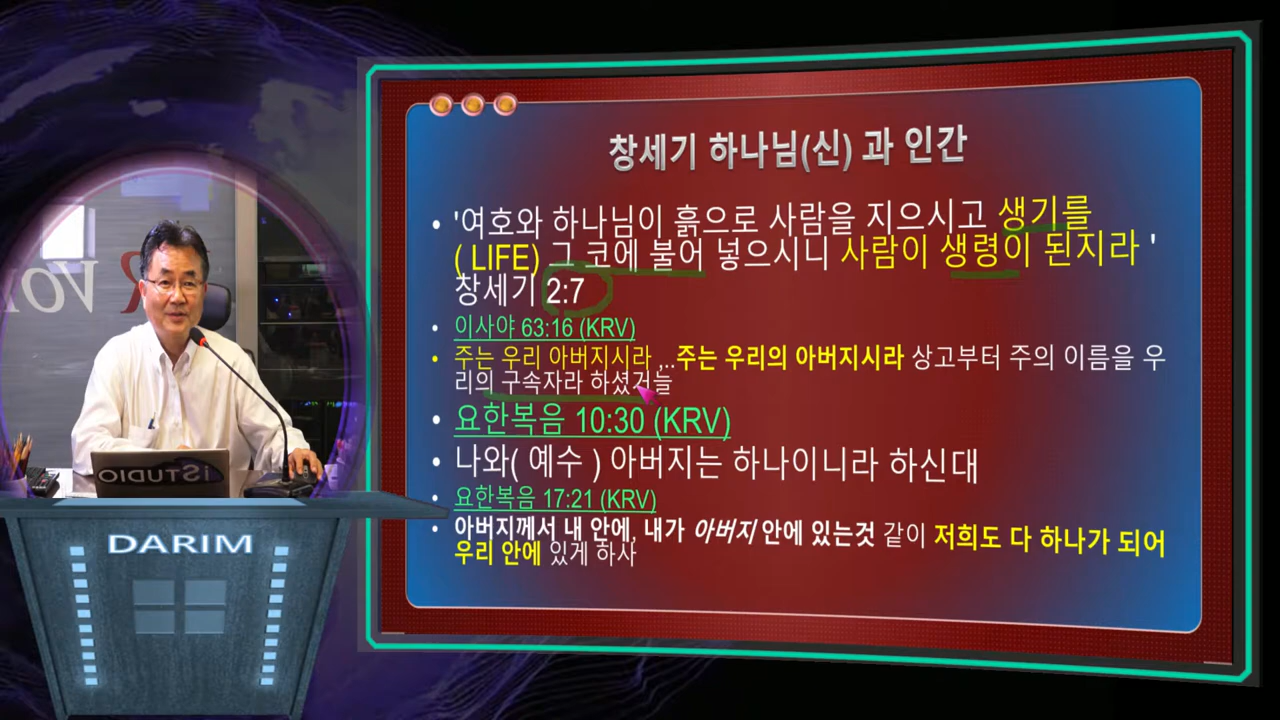 창세기 하나님(신) 과 인간
• '여호와 하나님이 흙으로 사람을 지으시고 생기를
( LIFE) 그 코에 불어 넣으시니 사람이 생령이 된지라 '
창세기 2:7
• 이사야 63:16 (KRV)
• 주는 우리 아버지시라 ,...주는 우리의 아버지시라 상고부터 주의 이름을 우
리의 구속자라 하셨거늘
• 요한복음 10:30 (KRV)
• 나와( 예수 ) 아버지는 하나이니라 하신대
• 요한복음 17:21 (KRV)
• 아버지께서 내 안에, 내가 아버지 안에 있는것 같이 저희도 다 하나가 되어
우리 안에 있게 하사
iSTUDIO
DARIM